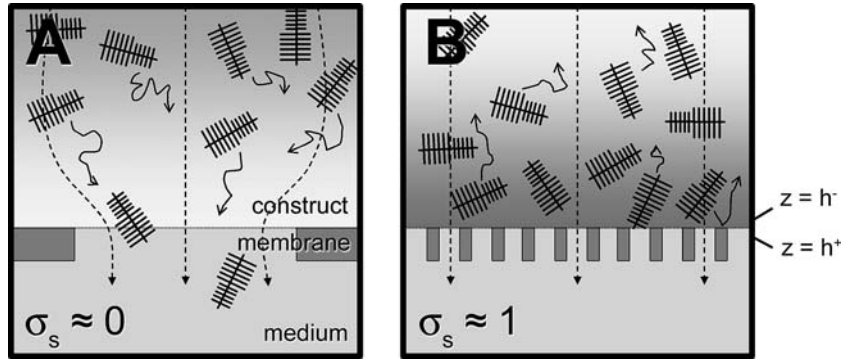 A
construct
membrane
σs ≈ 0
medium
B
z = h-
z = h+
σs ≈ 1